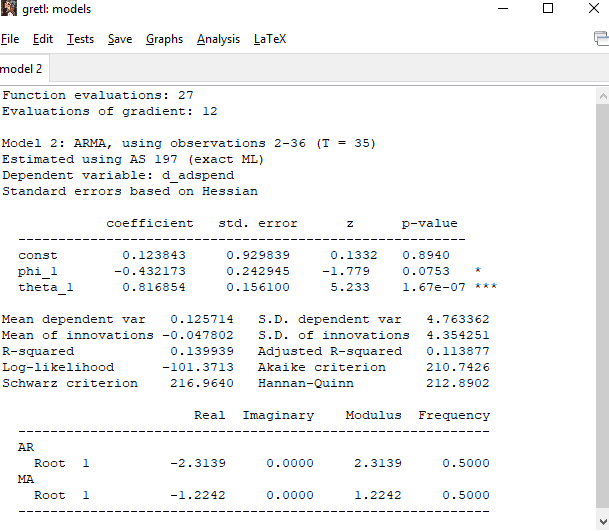 gretl: models
File Edit Tests Save Graphs Analysis LaTeX
model 2
Function evaluations: 27
Evaluations of gradient: 12
Model 2: ARMA, using observations 2-36 (T = 35)
Estimated using AS 197 (exact ML)
Dependent variable: d_adspend
Standard errors based on Hessian
coefficient std. error z p-value
---------------------------------------------------------
const 0.123843 0.929839 0.1332 0.8940
phi_1 −0.432173 0.242945 −1.779 0.0753 *
theta_1 0.816854 0.156100 5.233 1.67e-07 ***
Mean dependent var 0.125714 S.D. dependent var 4.763362
Mean of innovations −0.047802 S.D. of innovations 4.354251
R-squared 0.139939 Adjusted R-squared 0.113877
Log-likelihood −101.3713 Akaike criterion 210.7426
Schwarz criterion 216.9640 Hannan-Quinn 212.8902
Real Imaginary Modulus Frequency
-----------------------------------------------------------
AR
Root 1 -2.3139 0.0000 2.3139 0.5000
MA
Root 1 -1.2242 0.0000 1.2242 0.5000
-----------------------------------------------------------